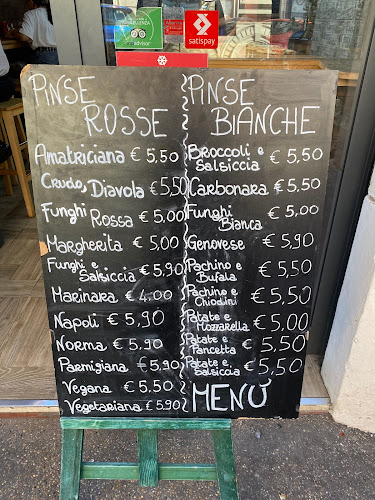 satispay
PINSE
ROSSE
Amatriciana € 5,50
Crudo, Diavola € 5,50
Funghi
Rossa € 5,00
Margherita € 5,00
Funghi e
Salsiccia € 5,90
Marinara € 4,00
Napoli € 5,90
Norma € 5,90
Parmigiana € 5,90
Vegana € 5,50
Vegetariana € 5,90
PINSE
BIANCHE
Broccoli e
Salsiccia € 5,50
Carbonara € 5,50
Funghi
Bianca € 5,00
Genovese € 5,90
Pachino e
Bufala € 5,50
Pachino e
Chiodini € 5,50
Patate e
Mozzarella € 5,00
Patate e
Pancetta € 5,50
Patate e
Salsiccia € 5,50
MENÚ